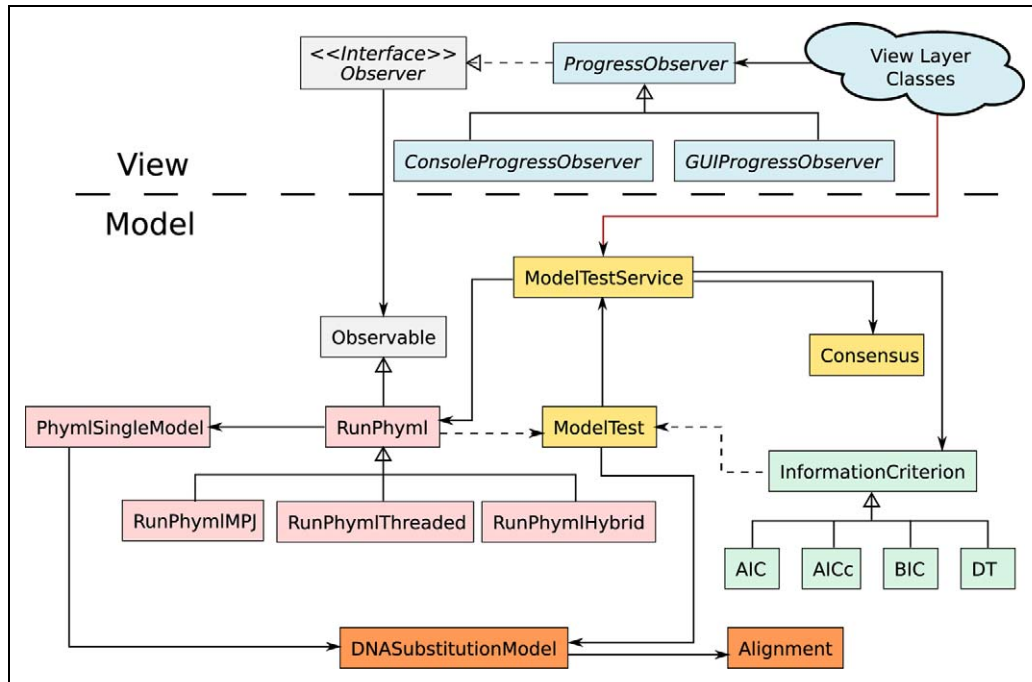 <<Interface>>
Observer
ProgressObserver
View Layer
Classes
ConsoleProgressObserver
GUIProgressObserver
View
Model
ModelTestService
Observable
Consensus
PhymlSingleModel
RunPhyml
ModelTest
InformationCriterion
RunPhymlMPJ
RunPhymlThreaded
RunPhymlHybrid
AIC
AICc
BIC
DT
DNASubstitutionModel
Alignment